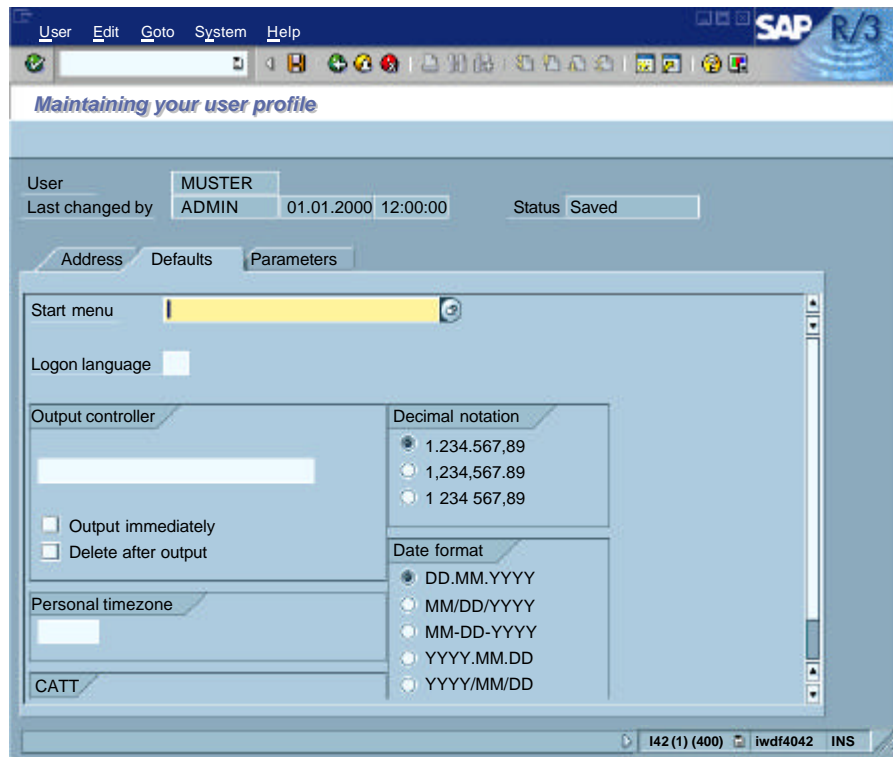 User Edit Goto System Help
SAP R/3
Maintaining your user profile
User MUSTER
Last changed by ADMIN 01.01.2000 12:00:00 Status Saved
Address Defaults Parameters
Start menu
Logon language
Output controller
Output immediately
Delete after output
Personal timezone
CATT
Decimal notation
1.234.567,89
1,234,567.89
1 234 567,89
Date format
DD.MM.YYYY
MM/DD/YYYY
MM-DD-YYYY
YYYY.MM.DD
YYYY/MM/DD
I42 (1) (400) iwdf4042 INS